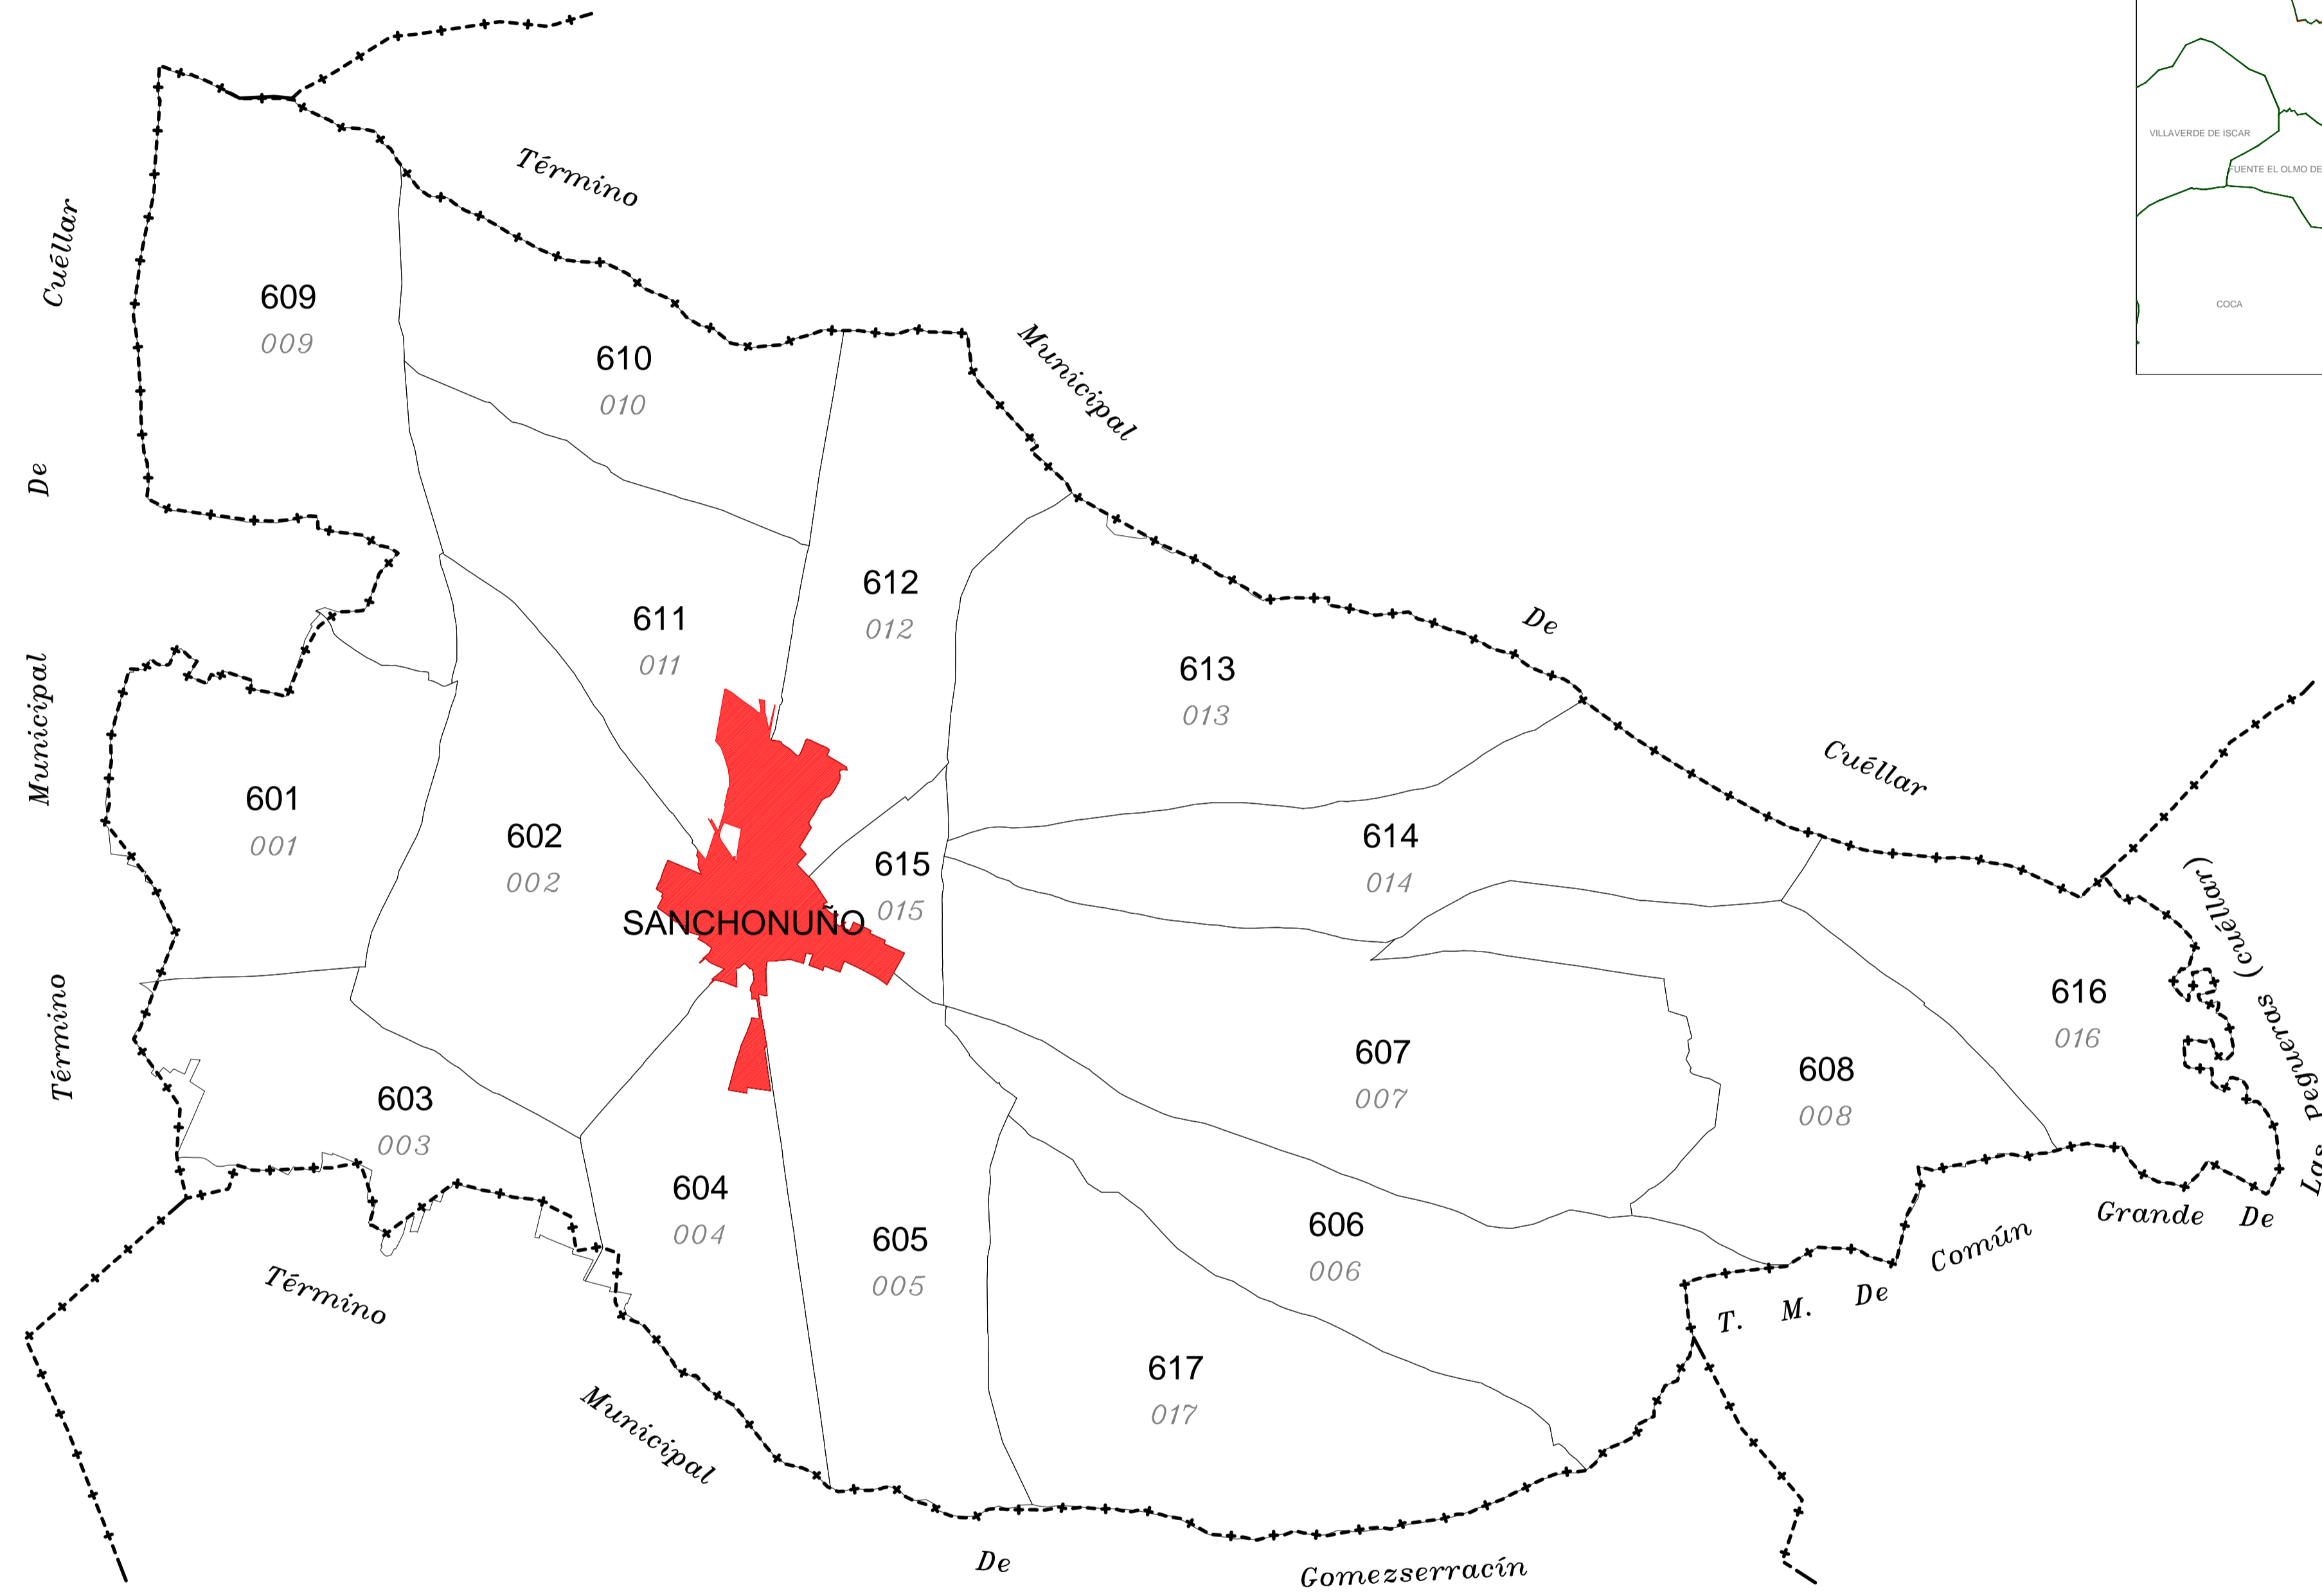 VILLAVERDE DE ISCAR
FUENTE EL OLMO DE
COCA
Término
Municipal
De
Cuéllar
Término
Municipal
De
Cuéllar
609
009
610
010
611
011
612
012
613
013
601
001
602
002
614
014
615
015
SANCHONUÑO
616
016
607
007
608
008
603
003
604
004
605
005
606
006
617
017
Término
Municipal
De
Gomezserracín
T. M. De Común Grande De Las Pegueras (cuéllar)